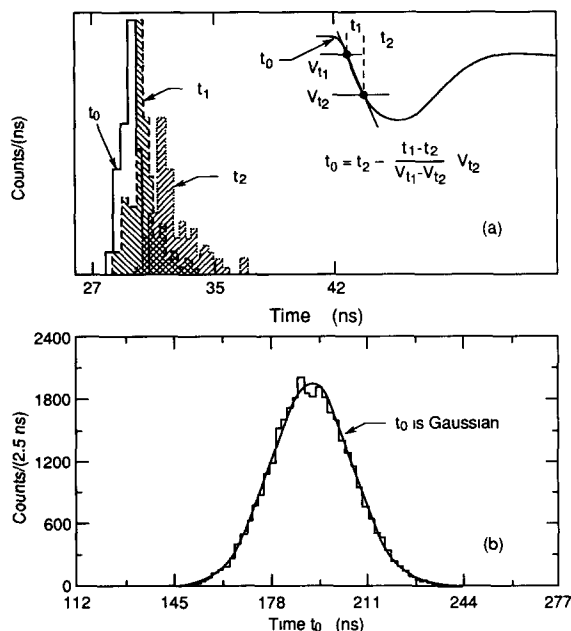 t1
t2
t0
Vt1
Vt2
t1
t0
t2
t0 = t2 - t1-t2 / Vt1-Vt2 Vt2
Counts/(ns)
(a)
27 35 42
Time (ns)
2400
1800
1200
600
0
Counts/(2.5 ns)
t0 is Gaussian
(b)
112 145 178 211 244 277
Time t0 (ns)